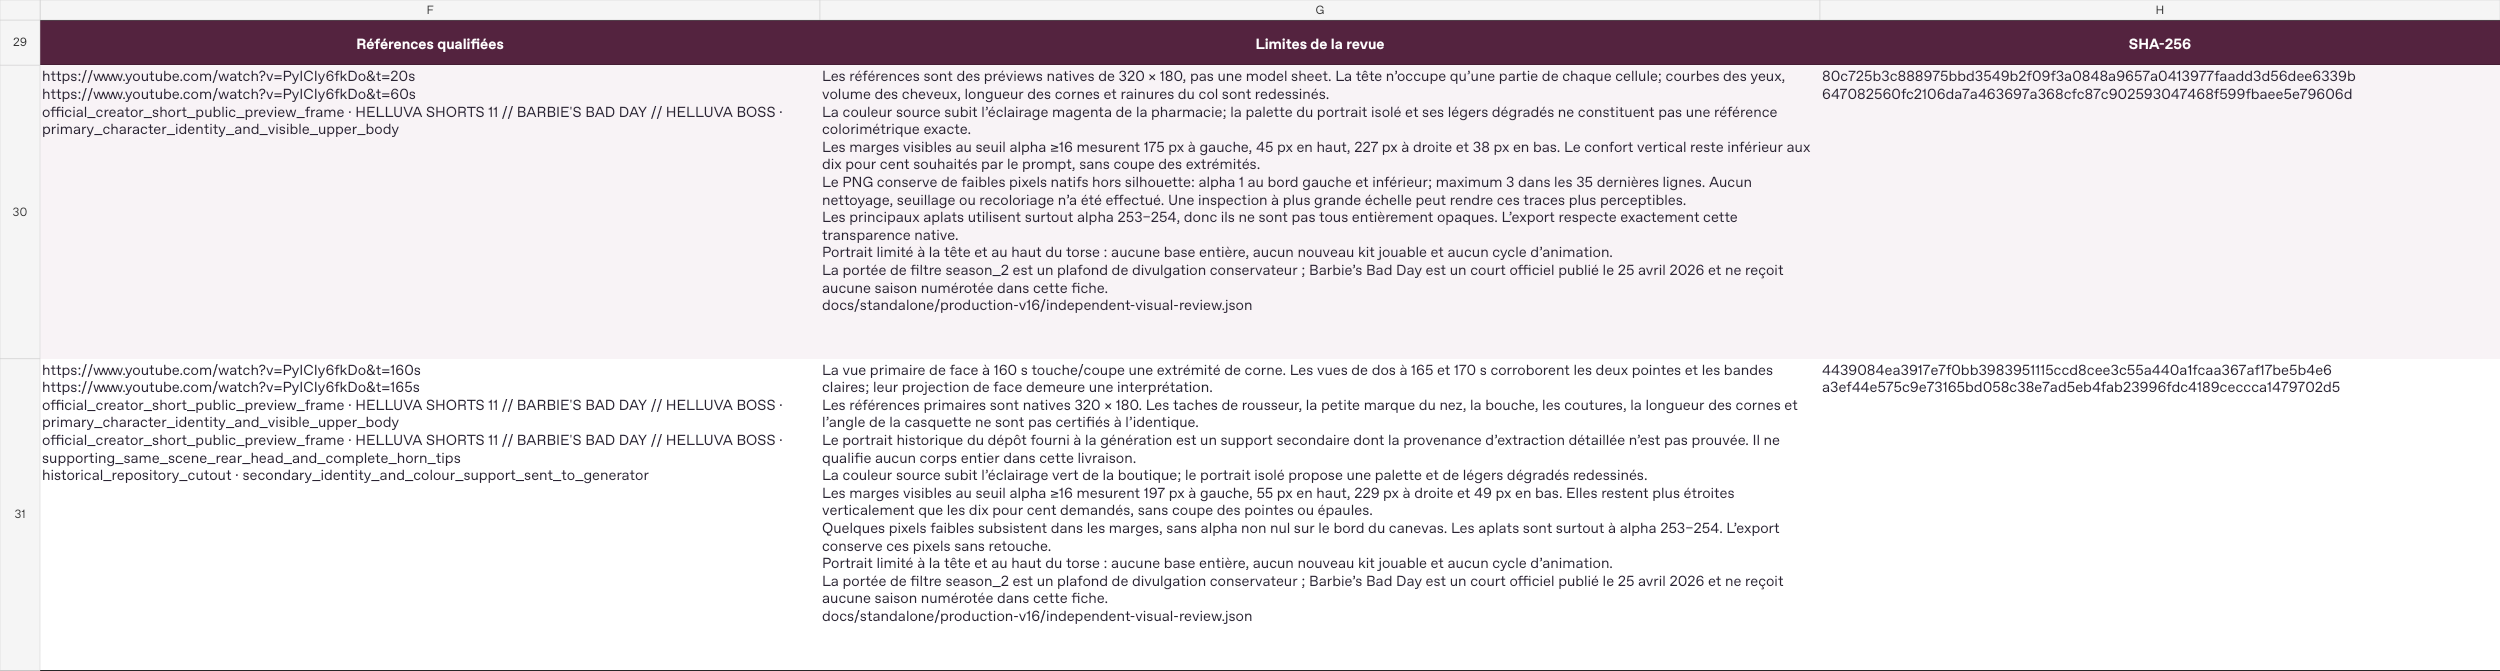 F
G
H
29
Références qualifiées
Limites de la revue
SHA-256
30
https://www.youtube.com/watch?v=PyICIy6fkDo&t=20s
https://www.youtube.com/watch?v=PyICIy6fkDo&t=60s
official_creator_short_public_preview_frame · HELLUVA SHORTS 11 // BARBIE'S BAD DAY // HELLUVA BOSS ·
primary_character_identity_and_visible_upper_body
Les références sont des préviews natives de 320 × 180, pas une model sheet. La tête n’occupe qu’une partie de chaque cellule; courbes des yeux,
volume des cheveux, longueur des cornes et rainures du col sont redessinés.
La couleur source subit l’éclairage magenta de la pharmacie; la palette du portrait isolé et ses légers dégradés ne constituent pas une référence
colorimétrique exacte.
Les marges visibles au seuil alpha ≥16 mesurent 175 px à gauche, 45 px en haut, 227 px à droite et 38 px en bas. Le confort vertical reste inférieur aux
dix pour cent souhaités par le prompt, sans coupe des extrémités.
Le PNG conserve de faibles pixels natifs hors silhouette: alpha 1 au bord gauche et inférieur; maximum 3 dans les 35 dernières lignes. Aucun
nettoyage, seuillage ou recoloriage n’a été effectué. Une inspection à plus grande échelle peut rendre ces traces plus perceptibles.
Les principaux aplats utilisent surtout alpha 253–254, donc ils ne sont pas tous entièrement opaques. L’export respecte exactement cette
transparence native.
Portrait limité à la tête et au haut du torse : aucune base entière, aucun nouveau kit jouable et aucun cycle d’animation.
La portée de filtre season_2 est un plafond de divulgation conservateur ; Barbie’s Bad Day est un court officiel publié le 25 avril 2026 et ne reçoit
aucune saison numérotée dans cette fiche.
docs/standalone/production-v16/independent-visual-review.json
80c725b3c888975bbd3549b2f09f3a0848a9657a0413977faadd3d56dee6339b
647082560fc2106da7a463697a368cfc87c902593047468f599fbaee5e79606d
31
https://www.youtube.com/watch?v=PyICIy6fkDo&t=160s
https://www.youtube.com/watch?v=PyICIy6fkDo&t=165s
official_creator_short_public_preview_frame · HELLUVA SHORTS 11 // BARBIE'S BAD DAY // HELLUVA BOSS ·
primary_character_identity_and_visible_upper_body
official_creator_short_public_preview_frame · HELLUVA SHORTS 11 // BARBIE'S BAD DAY // HELLUVA BOSS ·
supporting_same_scene_rear_head_and_complete_horn_tips
historical_repository_cutout · secondary_identity_and_colour_support_sent_to_generator
La vue primaire de face à 160 s touche/coupe une extrémité de corne. Les vues de dos à 165 et 170 s corroborent les deux pointes et les bandes
claires; leur projection de face demeure une interprétation.
Les références primaires sont natives 320 × 180. Les taches de rousseur, la petite marque du nez, la bouche, les coutures, la longueur des cornes et
l’angle de la casquette ne sont pas certifiés à l’identique.
Le portrait historique du dépôt fourni à la génération est un support secondaire dont la provenance d’extraction détaillée n’est pas prouvée. Il ne
qualifie aucun corps entier dans cette livraison.
La couleur source subit l’éclairage vert de la boutique; le portrait isolé propose une palette et de légers dégradés redessinés.
Les marges visibles au seuil alpha ≥16 mesurent 197 px à gauche, 55 px en haut, 229 px à droite et 49 px en bas. Elles restent plus étroites
verticalement que les dix pour cent demandés, sans coupe des pointes ou épaules.
Quelques pixels faibles subsistent dans les marges, sans alpha non nul sur le bord du canevas. Les aplats sont surtout à alpha 253–254. L’export
conserve ces pixels sans retouche.
Portrait limité à la tête et au haut du torse : aucune base entière, aucun nouveau kit jouable et aucun cycle d’animation.
La portée de filtre season_2 est un plafond de divulgation conservateur ; Barbie’s Bad Day est un court officiel publié le 25 avril 2026 et ne reçoit
aucune saison numérotée dans cette fiche.
docs/standalone/production-v16/independent-visual-review.json
4439084ea3917e7f0bb3983951115ccd8cee3c55a440a1fcaa367af17be5b4e6
a3ef44e575c9e73165bd058c38e7ad5eb4fab23996fdc4189ceccca1479702d5